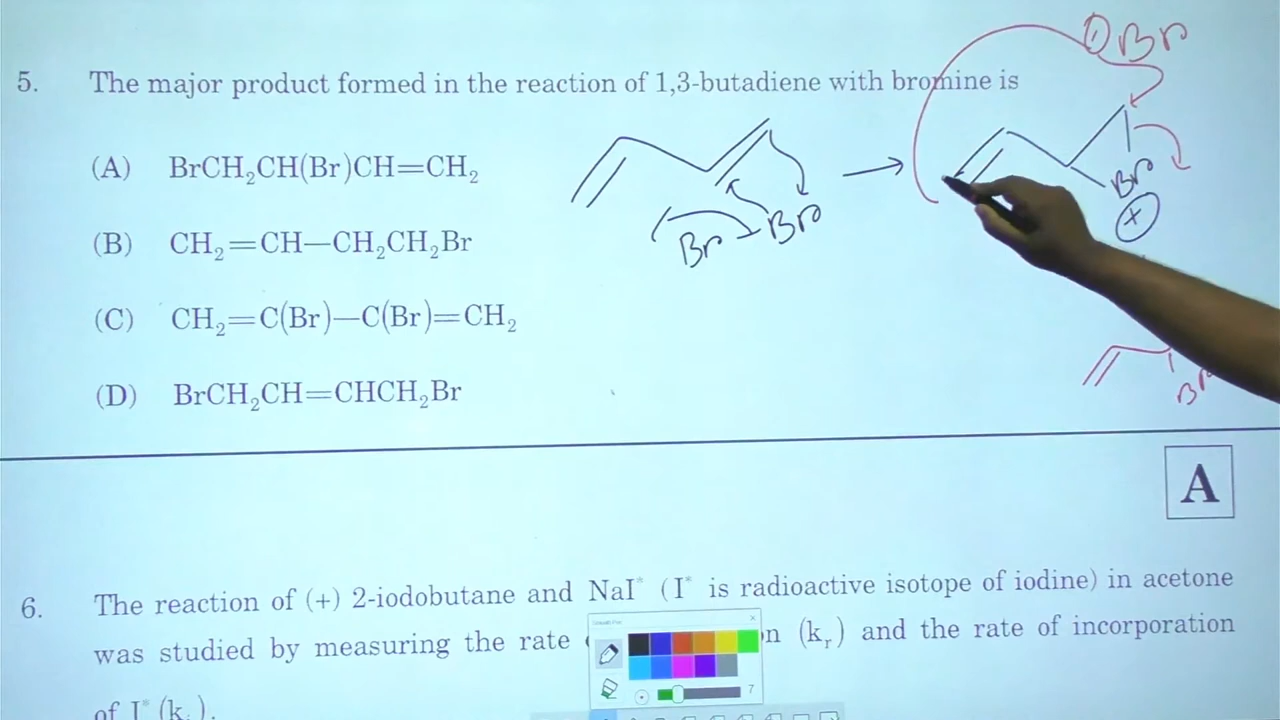 5. The major product formed in the reaction of 1,3-butadiene with bromine is
(A) BrCH₂CH(Br)CH=CH₂
(B) CH₂=CH—CH₂CH₂Br
(C) CH₂=C(Br)—C(Br)=CH₂
(D) BrCH₂CH=CHCH₂Br
Br
Br
Br
Br
+
Br
A
6. The reaction of (+) 2-iodobutane and NaI* (I* is radioactive isotope of iodine) in acetone
was studied by measuring the rate (kᵣ) and the rate of incorporation
of I*
7